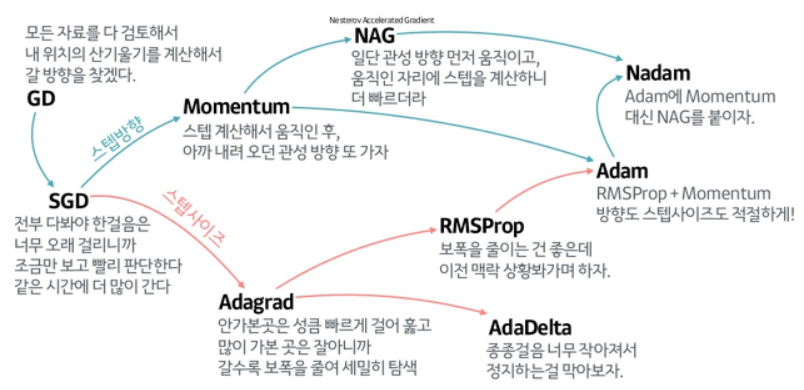 모든 자료를 다 검토해서
내 위치의 산기울기를 계산해서
갈 방향을 찾겠다.
GD
스텝방향
SGD
전부 다봐야 한걸음은
너무 오래 걸리니까
조금만 보고 빨리 판단한다
같은 시간에 더 많이 간다
Momentum
스텝 계산해서 움직인 후,
아까 내려 오던 관성 방향 또 가자
Nesterov Accelerated Gradient
NAG
일단 관성 방향 먼저 움직이고,
움직인 자리에 스텝을 계산하니
더 빠르더라
Nadam
Adam에 Momentum
대신 NAG를 붙이자.
Adam
RMSProp + Momentum
방향도 스텝사이즈도 적절하게!
스텝사이즈
RMSProp
보폭을 줄이는 건 좋은데
이전 맥락 상황봐가며 하자.
Adagrad
안가본곳은 성큼 빠르게 걸어 훑고
많이 가본 곳은 잘아니까
갈수록 보폭을 줄여 세밀히 탐색
AdaDelta
종종걸음 너무 작아져서
정지하는걸 막아보자.